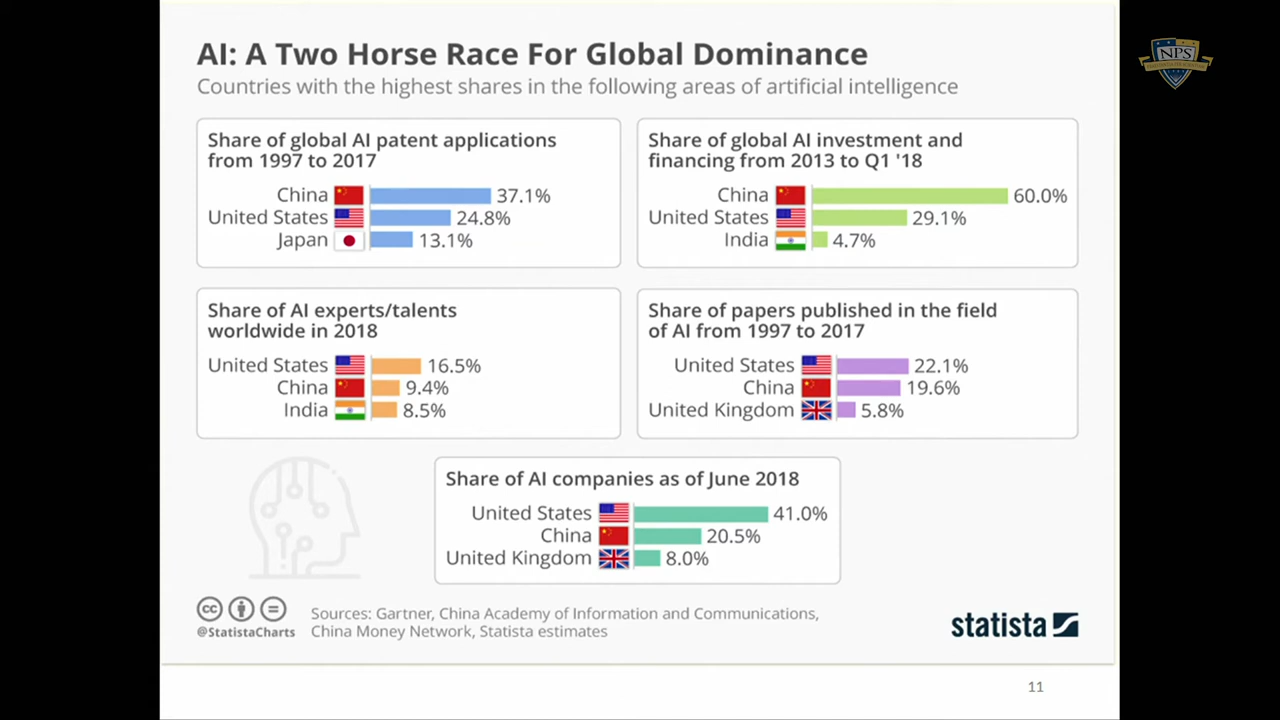 AI: A Two Horse Race For Global Dominance
Countries with the highest shares in the following areas of artificial intelligence
Share of global AI patent applications
from 1997 to 2017
China 37.1%
United States 24.8%
Japan 13.1%
Share of global AI investment and
financing from 2013 to Q1 '18
China 60.0%
United States 29.1%
India 4.7%
Share of AI experts/talents
worldwide in 2018
United States 16.5%
China 9.4%
India 8.5%
Share of papers published in the field
of AI from 1997 to 2017
United States 22.1%
China 19.6%
United Kingdom 5.8%
Share of AI companies as of June 2018
United States 41.0%
China 20.5%
United Kingdom 8.0%
cc
@StatistaCharts
Sources: Gartner, China Academy of Information and Communications,
China Money Network, Statista estimates
statista
11
NPS